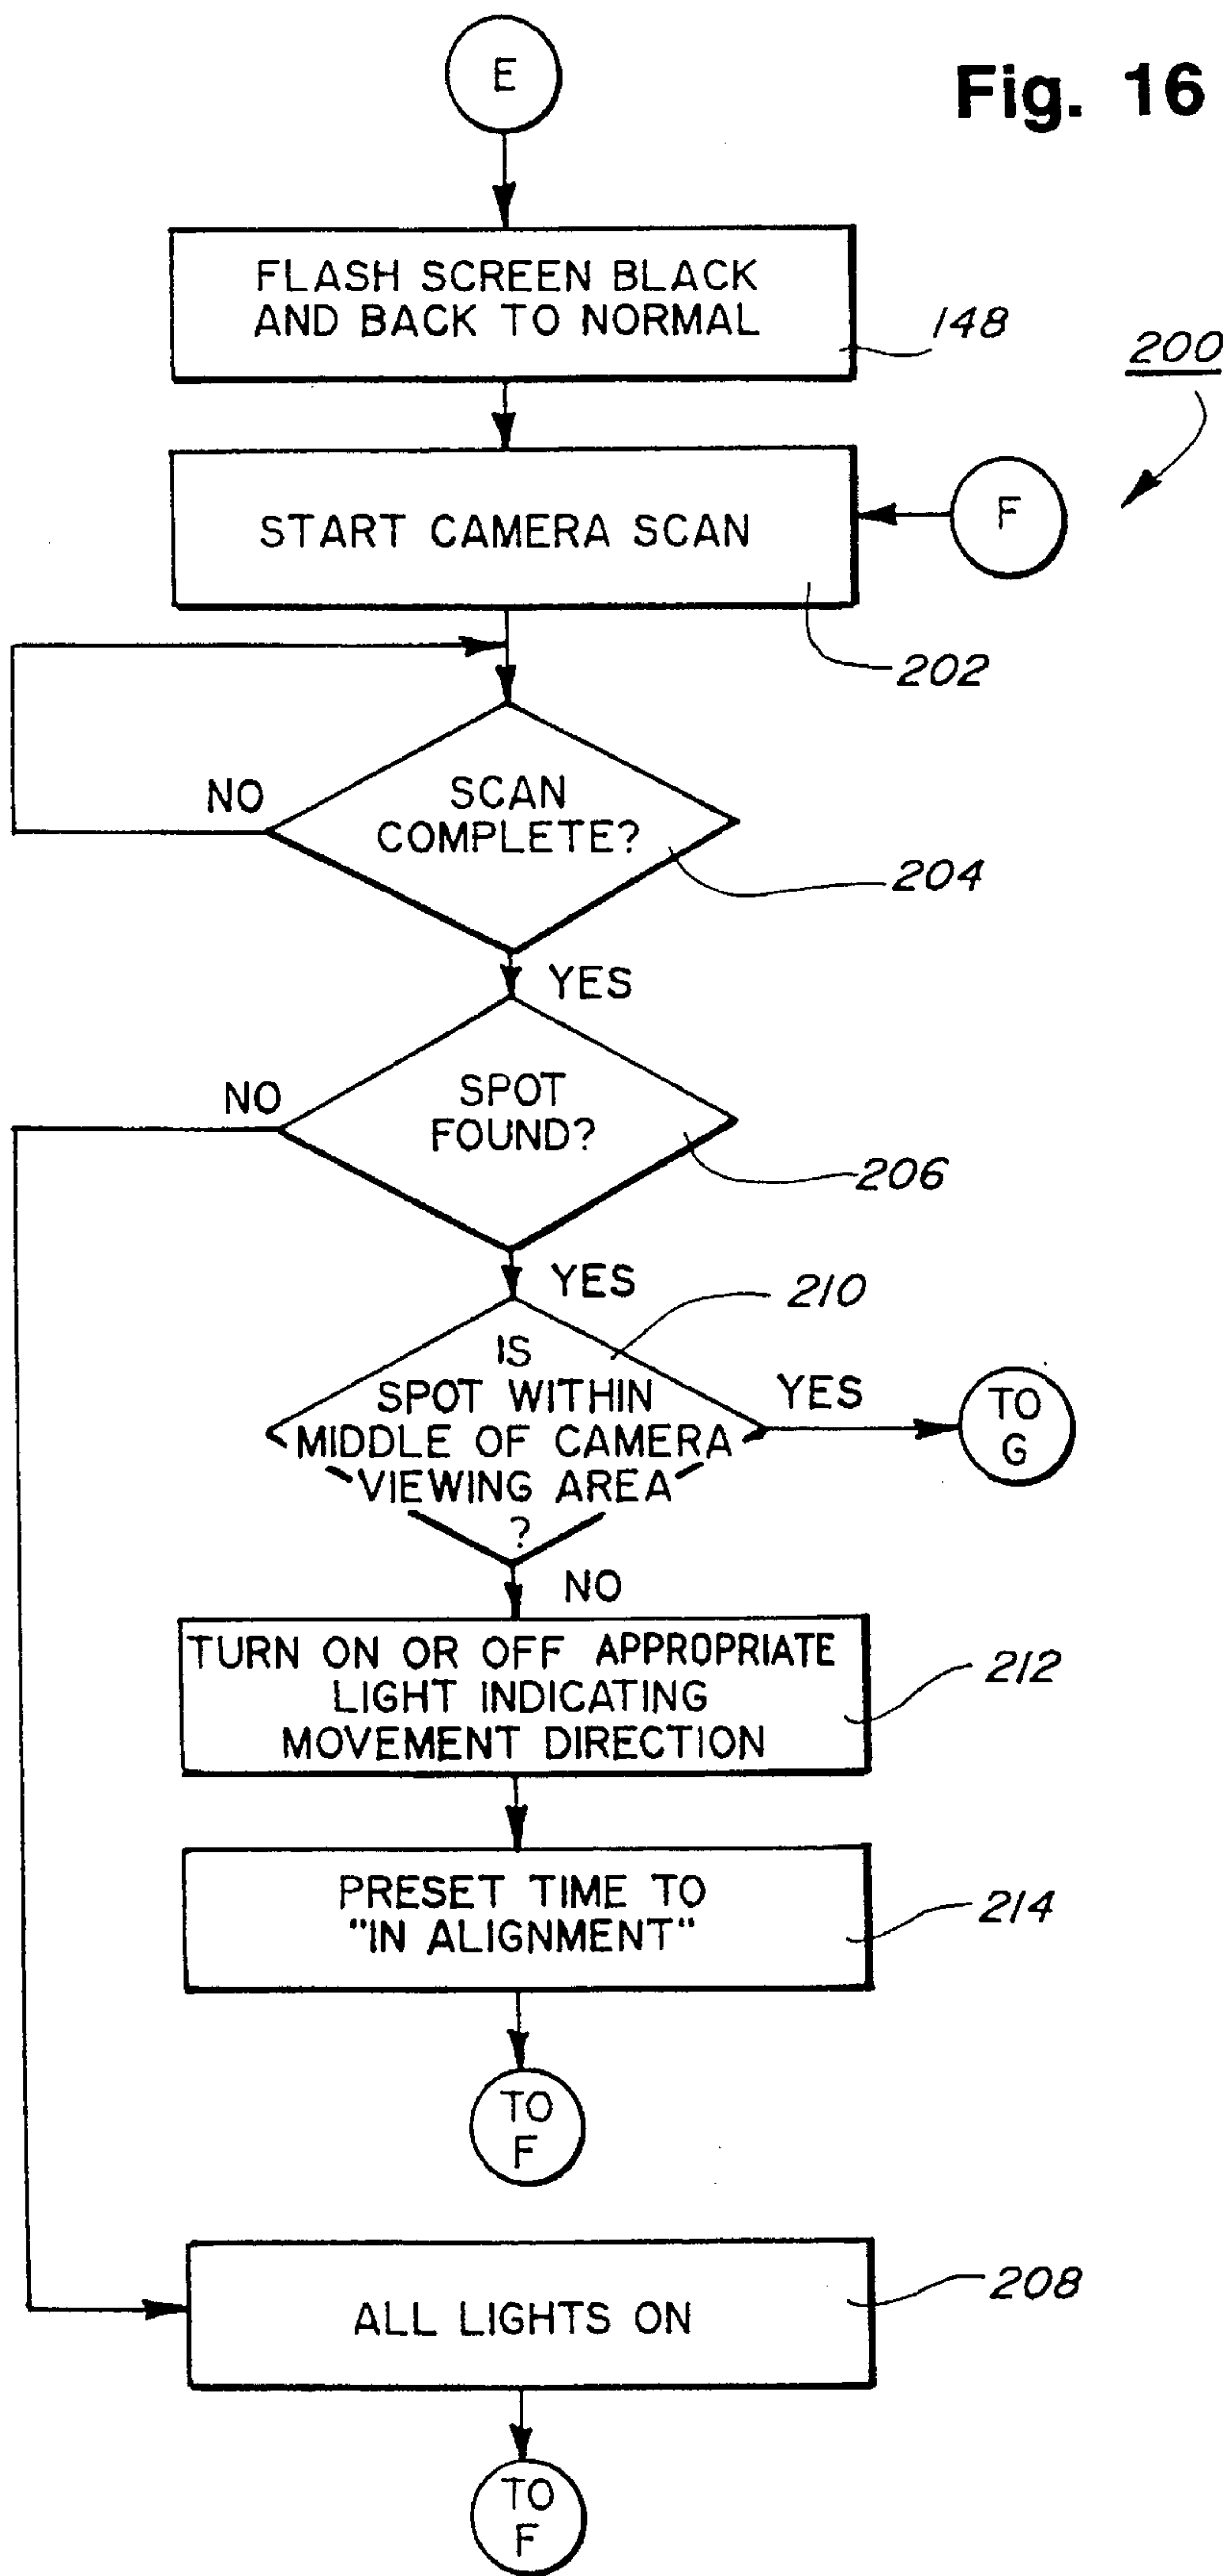 E
Fig. 16
FLASH SCREEN BLACK
AND BACK TO NORMAL
148
200
START CAMERA SCAN
F
202
NO
SCAN
COMPLETE?
204
YES
NO
SPOT
FOUND?
206
YES
210
IS
SPOT WITHIN
MIDDLE OF CAMERA
VIEWING AREA
?
YES
TO
G
NO
TURN ON OR OFF APPROPRIATE
LIGHT INDICATING
MOVEMENT DIRECTION
212
PRESET TIME TO
"IN ALIGNMENT"
214
TO
F
ALL LIGHTS ON
208
TO
F